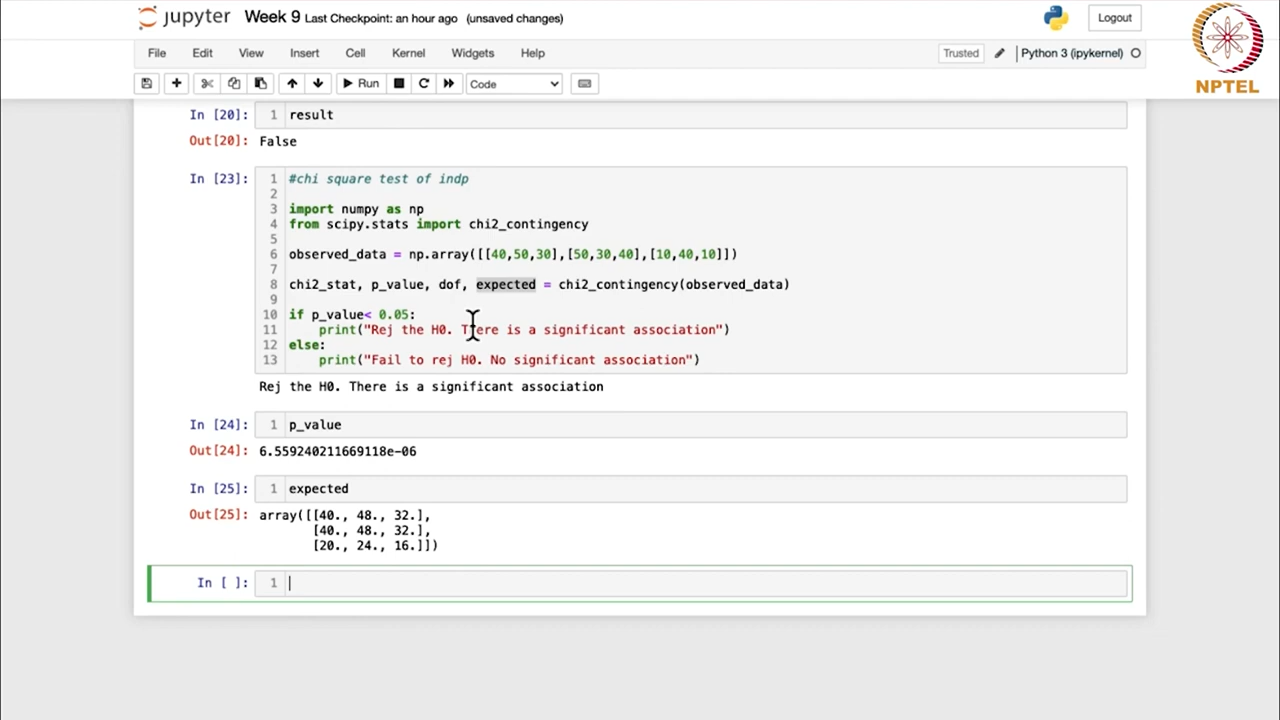 jupyter Week 9 Last Checkpoint: an hour ago (unsaved changes) Logout
File Edit View Insert Cell Kernel Widgets Help Trusted Python 3 (ipykernel)
Run Code
NPTEL
In [20]: 1 result
Out[20]: False
In [23]: 1 #chi square test of indp
2
3 import numpy as np
4 from scipy.stats import chi2_contingency
5
6 observed_data = np.array([[40,50,30],[50,30,40],[10,40,10]])
7
8 chi2_stat, p_value, dof, expected = chi2_contingency(observed_data)
9
10 if p_value< 0.05:
11 print("Rej the H0. There is a significant association")
12 else:
13 print("Fail to rej H0. No significant association")
Rej the H0. There is a significant association
In [24]: 1 p_value
Out[24]: 6.559240211669118e-06
In [25]: 1 expected
Out[25]: array([[40., 48., 32.],
[40., 48., 32.],
[20., 24., 16.]])
In [ ]: 1